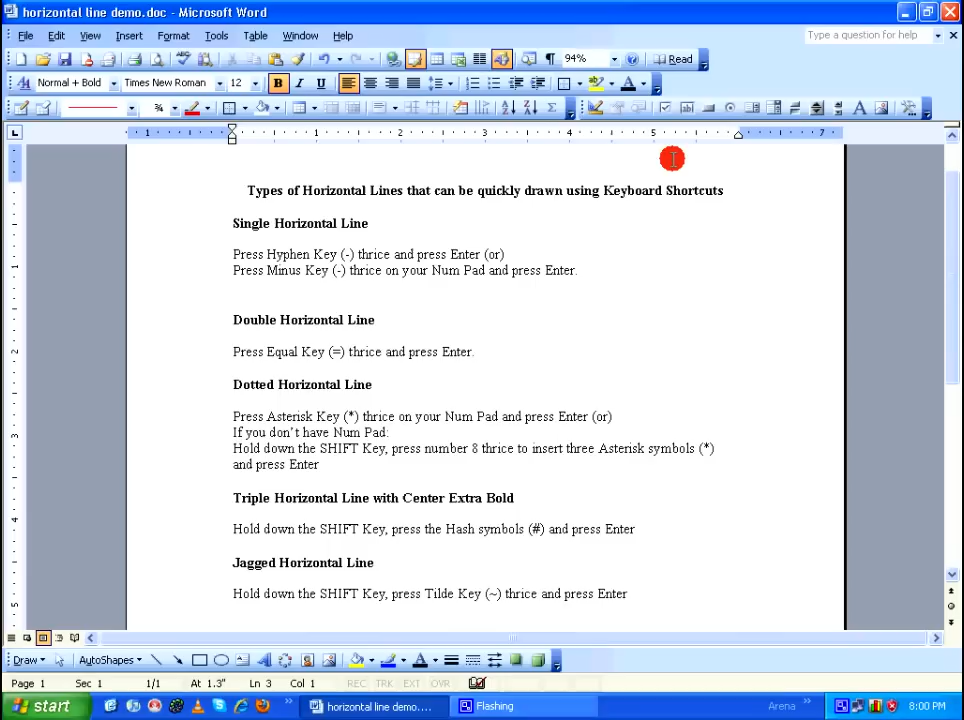 horizontal line demo.doc - Microsoft Word
File Edit View Insert Format Tools Table Window Help
Type a question for help
94%
Read
Normal + Bold Times New Roman 12 B I U
¾
1 1 2 3 4 5 7
Types of Horizontal Lines that can be quickly drawn using Keyboard Shortcuts
Single Horizontal Line
Press Hyphen Key (-) thrice and press Enter (or)
Press Minus Key (-) thrice on your Num Pad and press Enter.
Double Horizontal Line
Press Equal Key (=) thrice and press Enter.
Dotted Horizontal Line
Press Asterisk Key (*) thrice on your Num Pad and press Enter (or)
If you don't have Num Pad:
Hold down the SHIFT Key, press number 8 thrice to insert three Asterisk symbols (*)
and press Enter
Triple Horizontal Line with Center Extra Bold
Hold down the SHIFT Key, press the Hash symbols (#) and press Enter
Jagged Horizontal Line
Hold down the SHIFT Key, press Tilde Key (~) thrice and press Enter
Draw AutoShapes
Page 1 Sec 1 1/1 At 1.3" Ln 3 Col 1 REC TRK EXT OVR
start horizontal line demo.... Flashing Arena » 8:00 PM